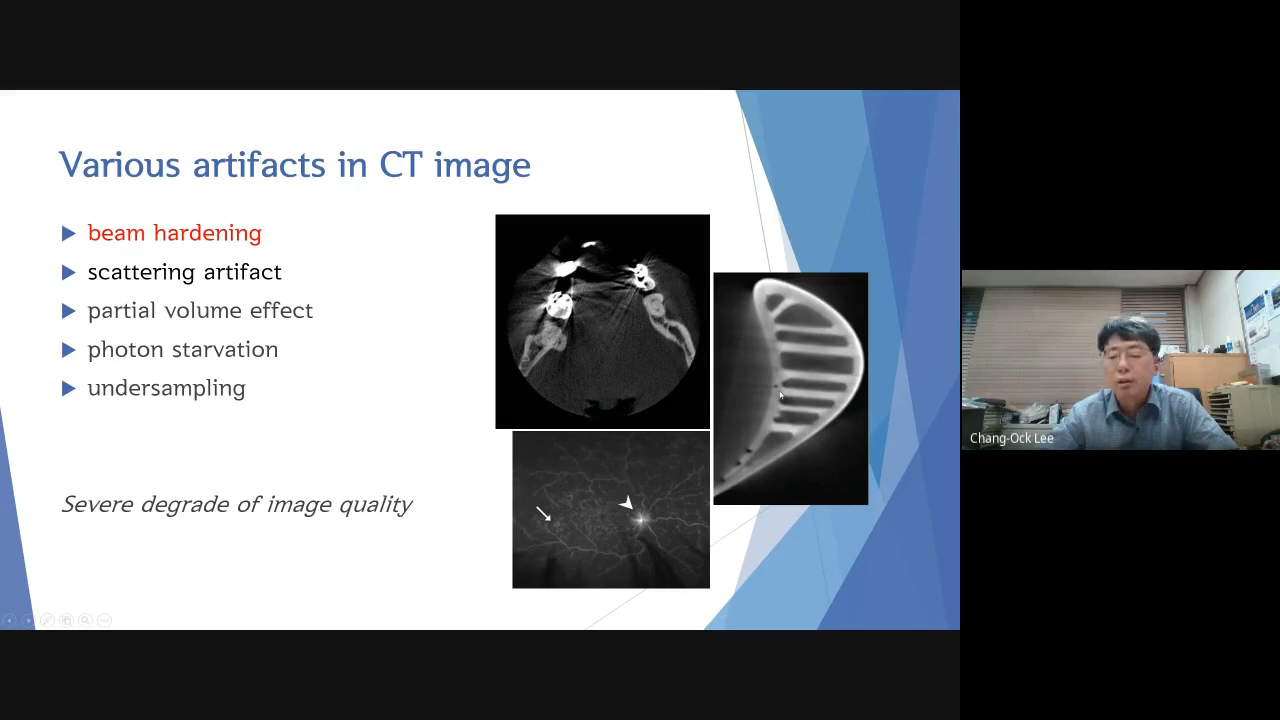 Various artifacts in CT image
beam hardening
scattering artifact
partial volume effect
photon starvation
undersampling
Severe degrade of image quality
Chang-Ock Lee